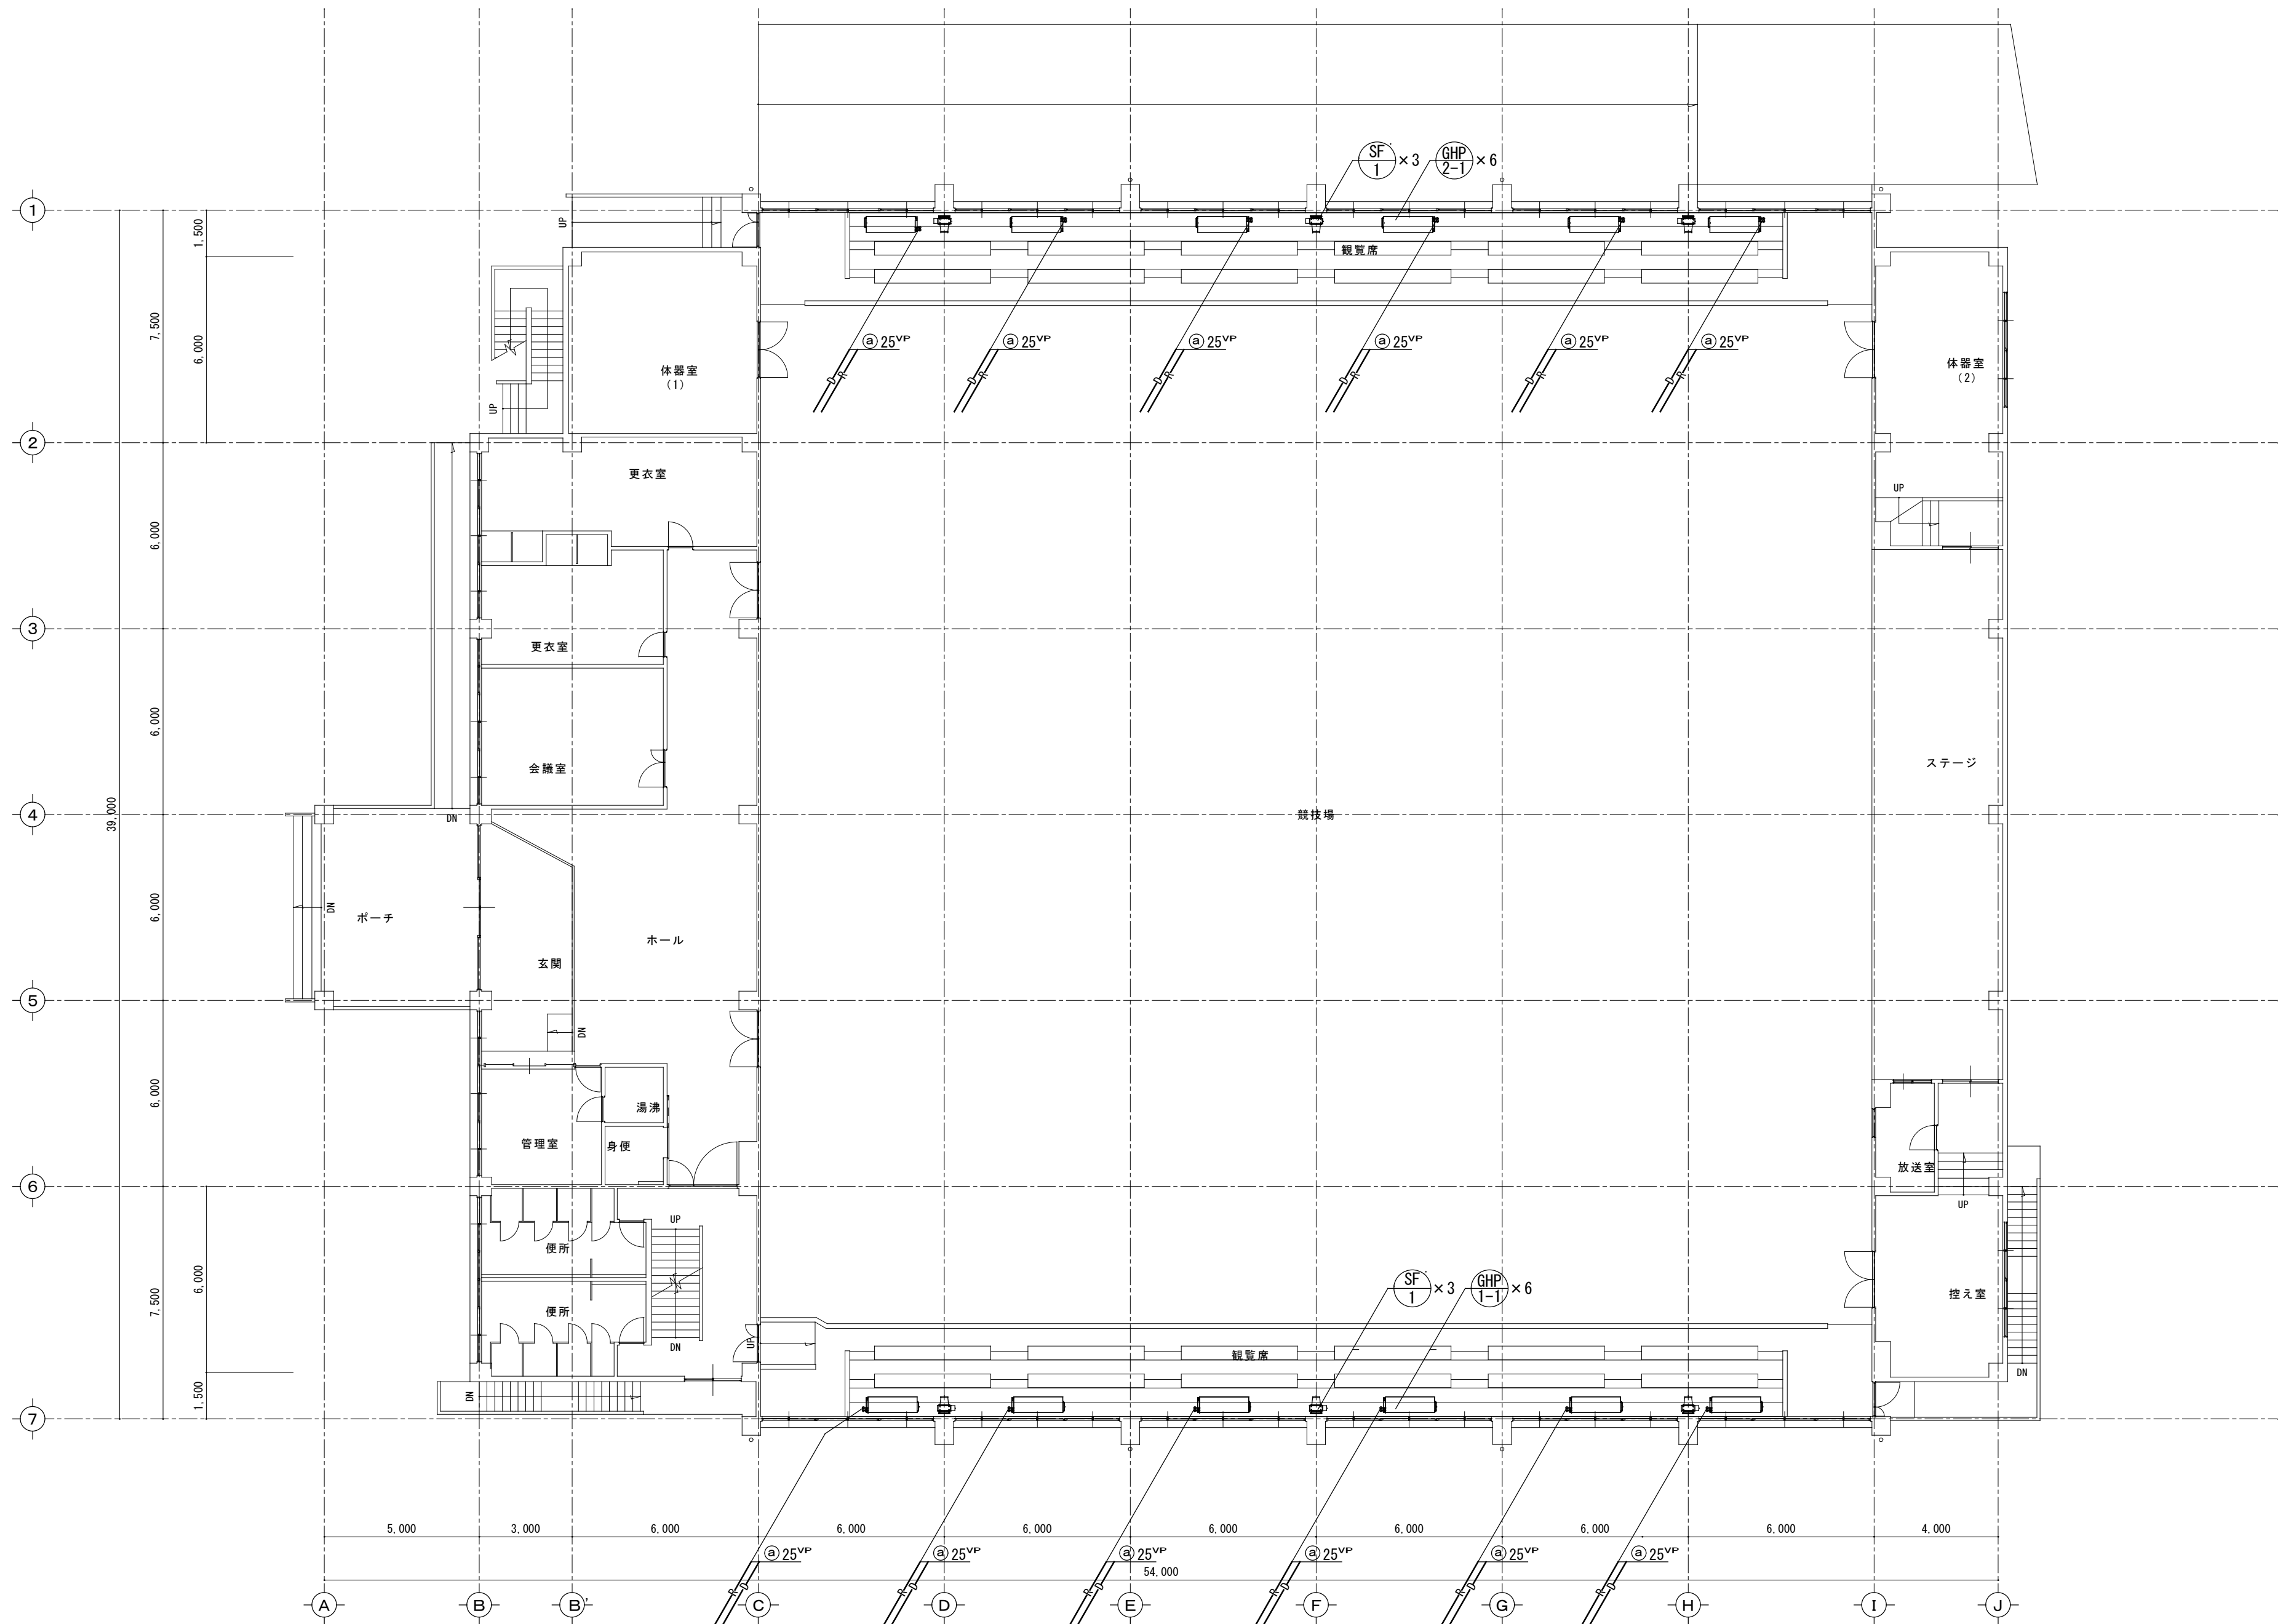 SF
1
×3
GHP
2-1
×6
1
1,500
UP
観覧席
7,500
6,000
ⓐ25VP
ⓐ25VP
ⓐ25VP
ⓐ25VP
ⓐ25VP
ⓐ25VP
体器室
(1)
体器室
(2)
UP
R
D
R
D
R
D
R
D
R
D
R
D
2
更衣室
UP
6,000
3
更衣室
6,000
会議室
ステージ
39,000
4
DN
競技場
6,000
DN
ポーチ
ホール
玄関
5
DN
6,000
湯沸
管理室
身便
放送室
6
UP
UP
便所
6,000
7,500
SF
1
×3
GHP
1-1
×6
控え室
便所
UP
DN
観覧席
DN
1,500
DN
7
5,000
3,000
6,000
6,000
6,000
6,000
6,000
6,000
6,000
4,000
ⓐ25VP
ⓐ25VP
ⓐ25VP
ⓐ25VP
ⓐ25VP
ⓐ25VP
54,000
R
D
R
D
R
D
R
D
R
D
R
D
A
B
B'
C
D
E
F
G
H
I
J